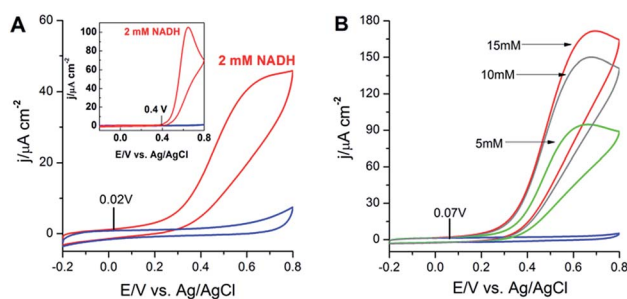 A
60
40
20
0
j/μA cm⁻²
-0.2
0.0
0.2
0.4
0.6
0.8
E/V vs. Ag/AgCl
2 mM NADH
0.02V
100
80
60
40
20
0
j/μA cm⁻²
2 mM NADH
0.4 V
0.0
0.4
0.8
E/V vs. Ag/AgCl
B
180
150
120
90
60
30
0
j/μA cm⁻²
15mM
10mM
5mM
0.07V
-0.2
0.0
0.2
0.4
0.6
0.8
E/V vs. Ag/AgCl